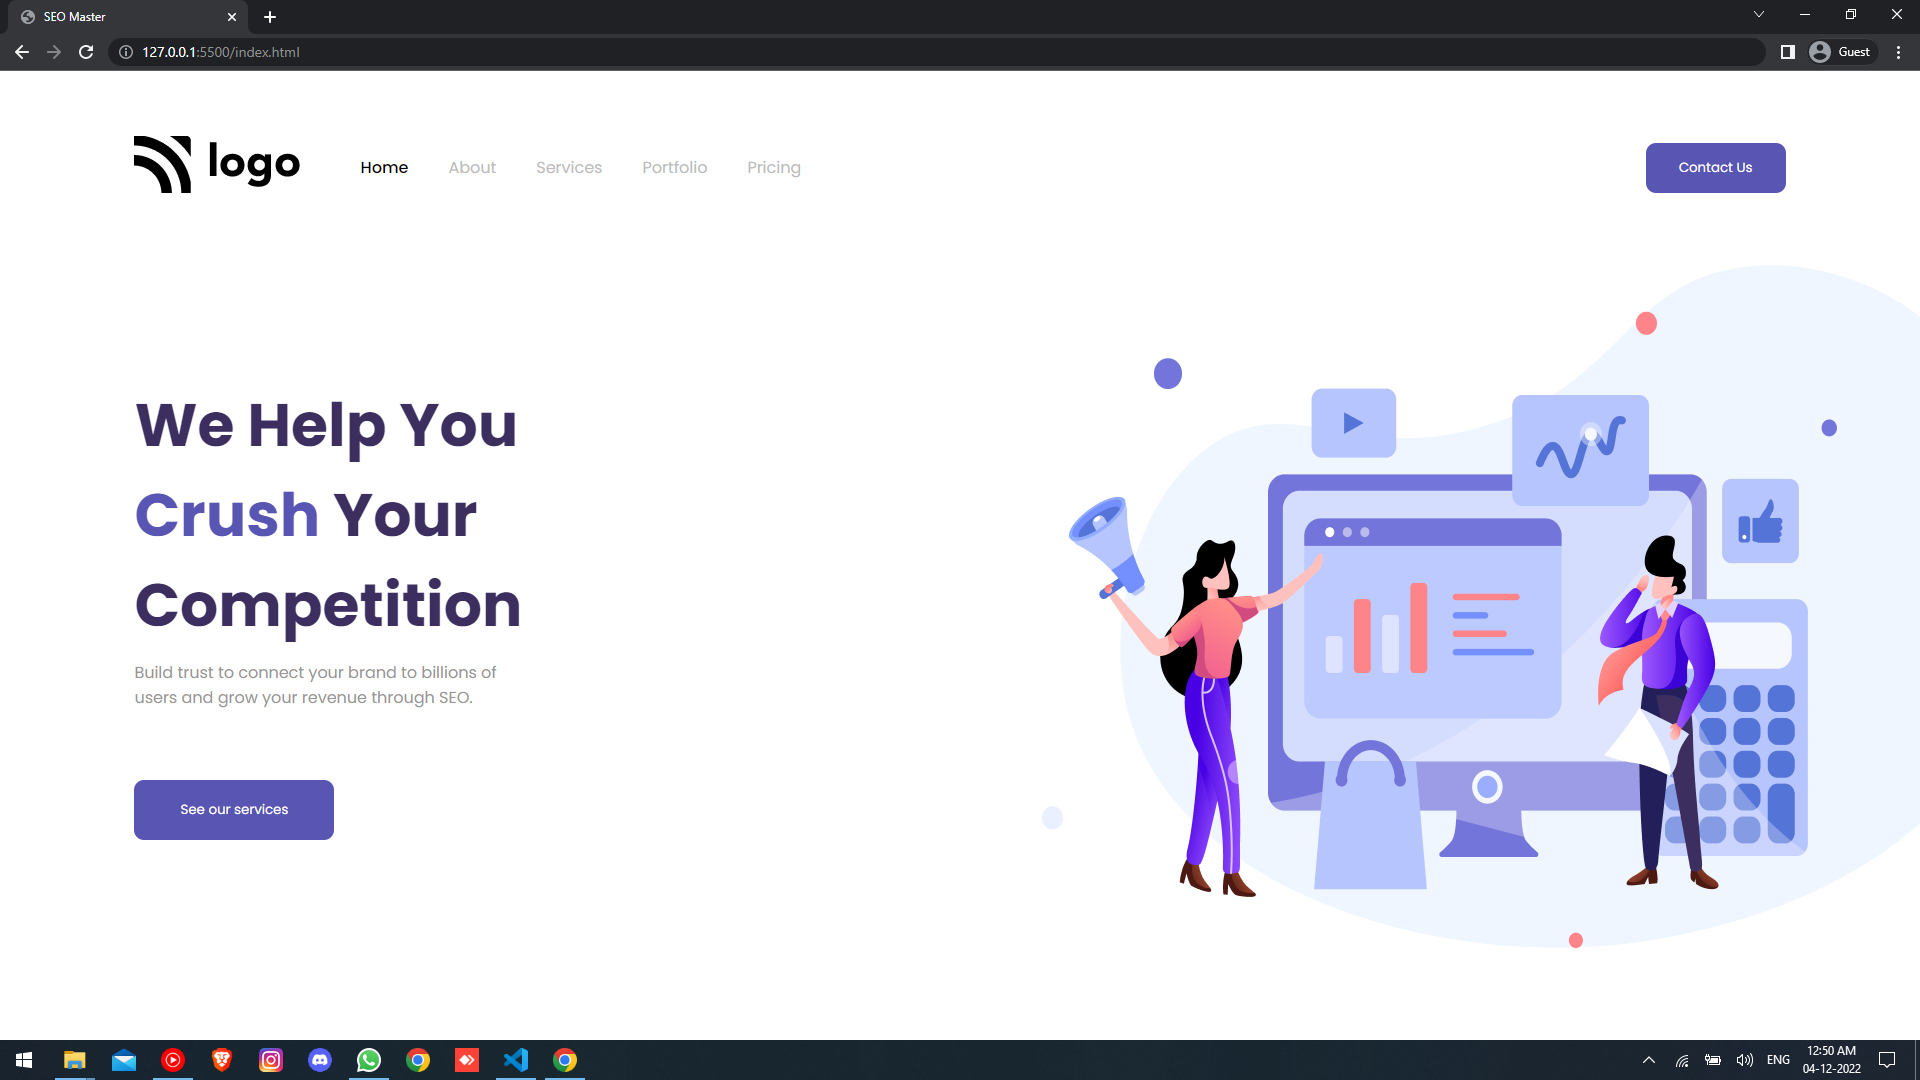 SEO Master
127.0.0.1:5500/index.html
Guest
logo
Home
About
Services
Portfolio
Pricing
Contact Us
We Help You
Crush Your
Competition
Build trust to connect your brand to billions of
users and grow your revenue through SEO.
See our services
ENG
12:50 AM
04-12-2022